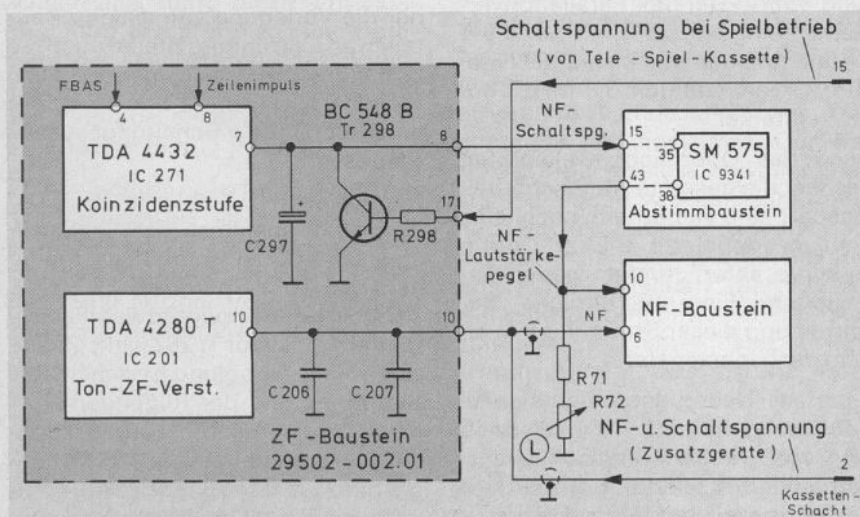 Schaltspannung bei Spielbetrieb
(von Tele - Spiel - Kassette)
15
FBAS
Zeilenimpuls
4
8
BC 548 B
Tr 298
NF-
Schaltspg.
TDA 4432
IC 271
Koinzidenzstufe
7
8
15
35
SM 575
IC 9341
43
38
Abstimmbaustein
17
R298
C297
NF-
Lautstärke-
pegel
TDA 4280 T
IC 201
Ton-ZF-Verst.
10
10
NF
10
6
NF-Baustein
C206
C207
R71
R72
L
ZF -Baustein
29502-002.01
NF-u. Schaltspannung
(Zusatzgeräte)
2
Kassetten-
Schacht